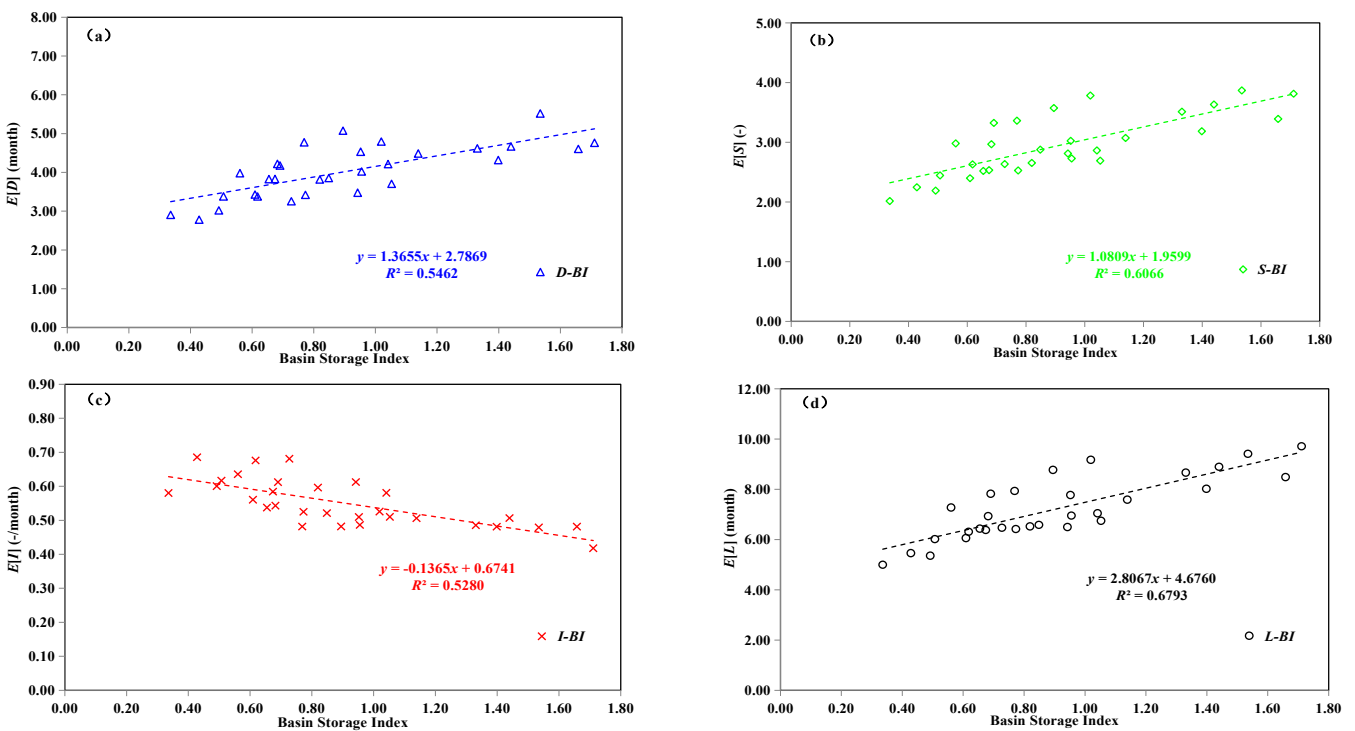 (a)
8.00
7.00
6.00
5.00
4.00
3.00
2.00
1.00
0.00
E[D] (month)
y = 1.3655x + 2.7869
R² = 0.5462
D-BI
0.00 0.20 0.40 0.60 0.80 1.00 1.20 1.40 1.60 1.80
Basin Storage Index
(b)
5.00
4.00
3.00
2.00
1.00
0.00
E[S] (-)
y = 1.0809x + 1.9599
R² = 0.6066
S-BI
0.00 0.20 0.40 0.60 0.80 1.00 1.20 1.40 1.60 1.80
Basin Storage Index
(c)
0.90
0.80
0.70
0.60
0.50
0.40
0.30
0.20
0.10
0.00
E[I] (-/month)
y = -0.1365x + 0.6741
R² = 0.5280
I-BI
0.00 0.20 0.40 0.60 0.80 1.00 1.20 1.40 1.60 1.80
Basin Storage Index
(d)
12.00
10.00
8.00
6.00
4.00
2.00
0.00
E[L] (month)
y = 2.8067x + 4.6760
R² = 0.6793
L-BI
0.00 0.20 0.40 0.60 0.80 1.00 1.20 1.40 1.60 1.80
Basin Storage Index